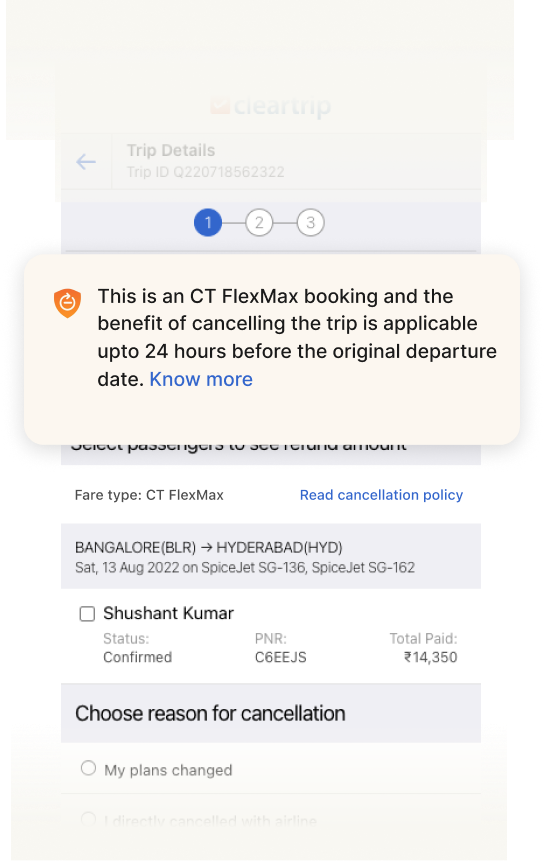 cleartrip
Trip Details
Trip ID Q220718562322
1 2 3
This is an CT FlexMax booking and the
benefit of cancelling the trip is applicable
upto 24 hours before the original departure
date. Know more
Select passengers to see refund amount
Fare type: CT FlexMax Read cancellation policy
BANGALORE(BLR) → HYDERABAD(HYD)
Sat, 13 Aug 2022 on SpiceJet SG-136, SpiceJet SG-162
Shushant Kumar
Status: PNR: Total Paid:
Confirmed C6EEJS ₹14,350
Choose reason for cancellation
My plans changed
I directly cancelled with airline